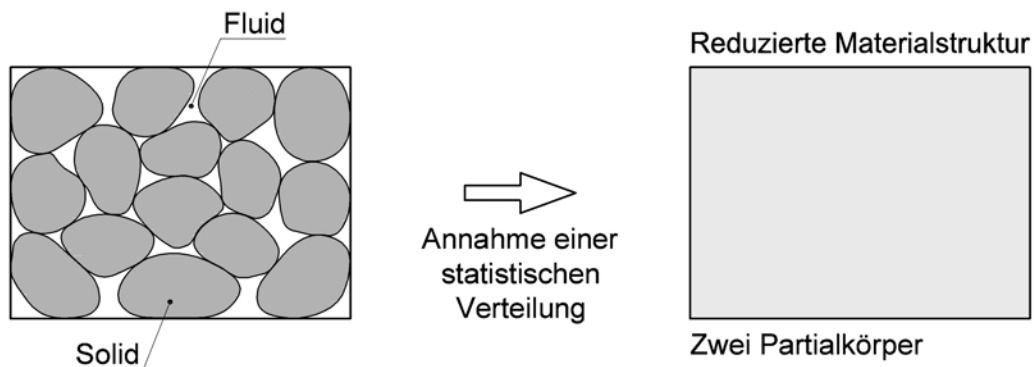 Fluid
Solid
Annahme einer
statistischen
Verteilung
Reduzierte Materialstruktur
Zwei Partialkörper